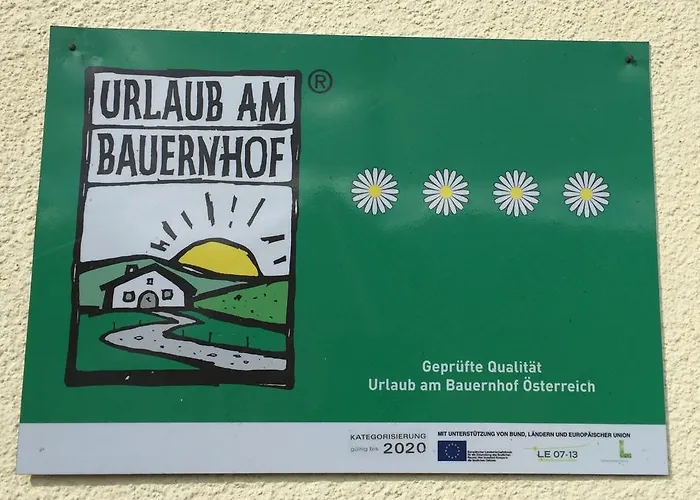 URLAUB AM
BAUERNHOF
®
Geprüfte Qualität
Urlaub am Bauernhof Österreich
KATEGORISIERUNG
gültig bis 2020
MIT UNTERSTÜTZUNG VON BUND, LÄNDERN UND EUROPÄISCHER UNION
LE 07-13